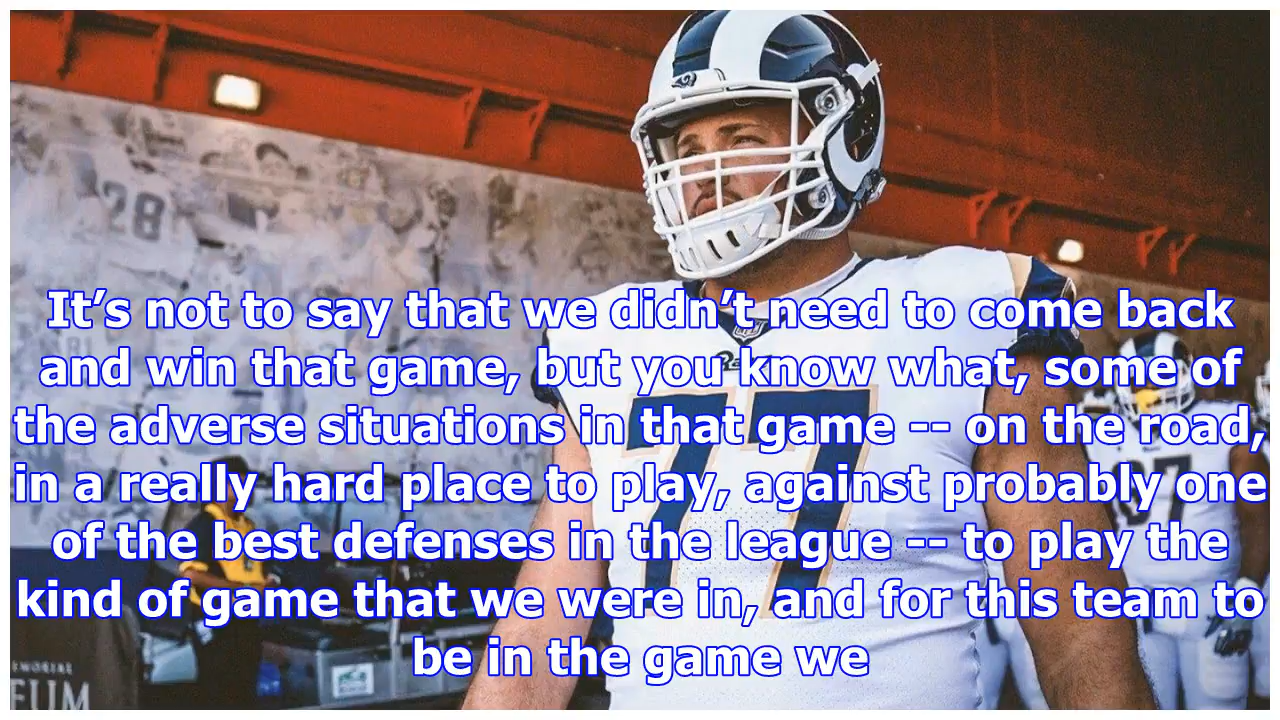 It’s not to say that we didn’t need to come back
and win that game, but you know what, some of
the adverse situations in that game -- on the road,
in a really hard place to play, against probably one
of the best defenses in the league -- to play the
kind of game that we were in, and for this team to
be in the game we
28
77